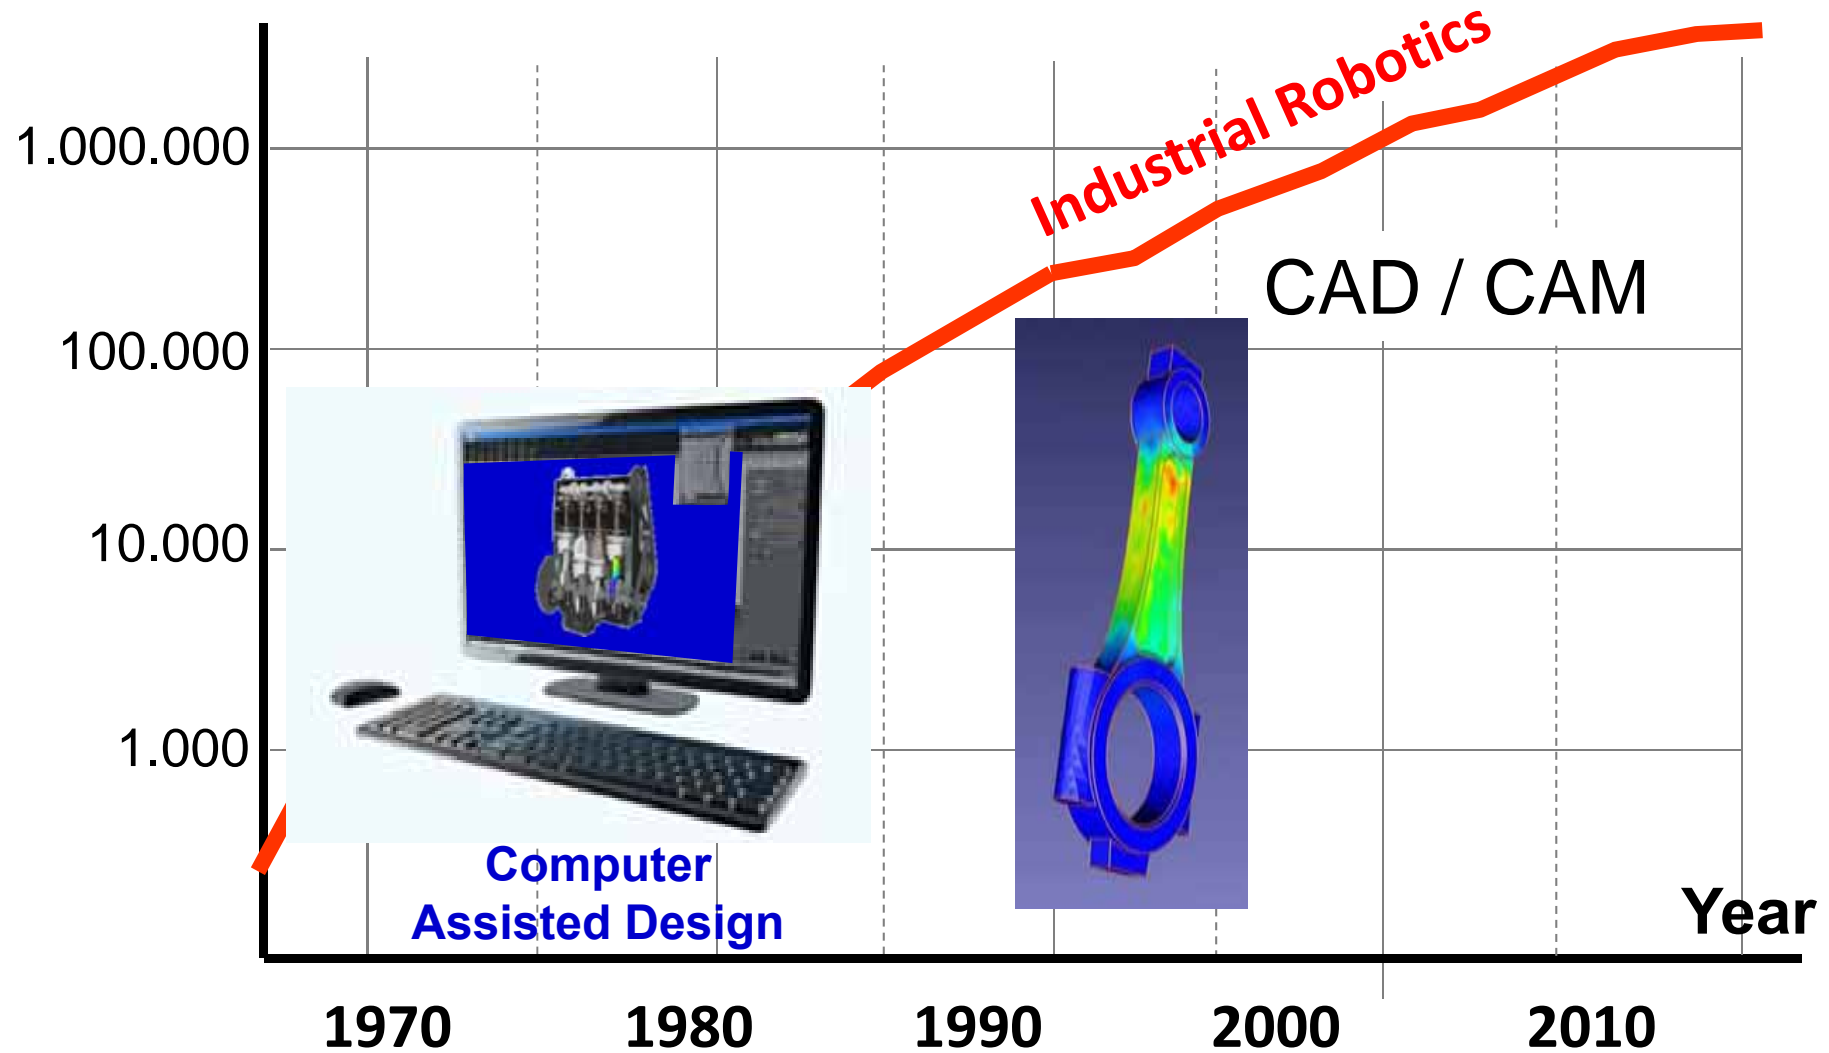 Industrial Robotics
1.000.000
CAD / CAM
100.000
10.000
1.000
Computer
Assisted Design
Year
1970 1980 1990 2000 2010